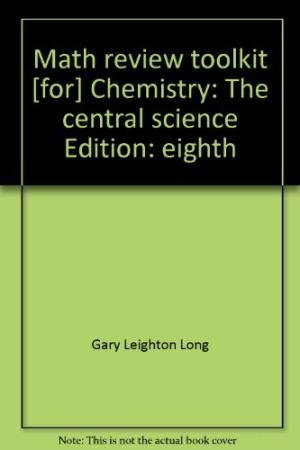 Math review toolkit
[for] Chemistry: The
central science
Edition: eighth
Gary Leighton Long
Note: This is not the actual book cover